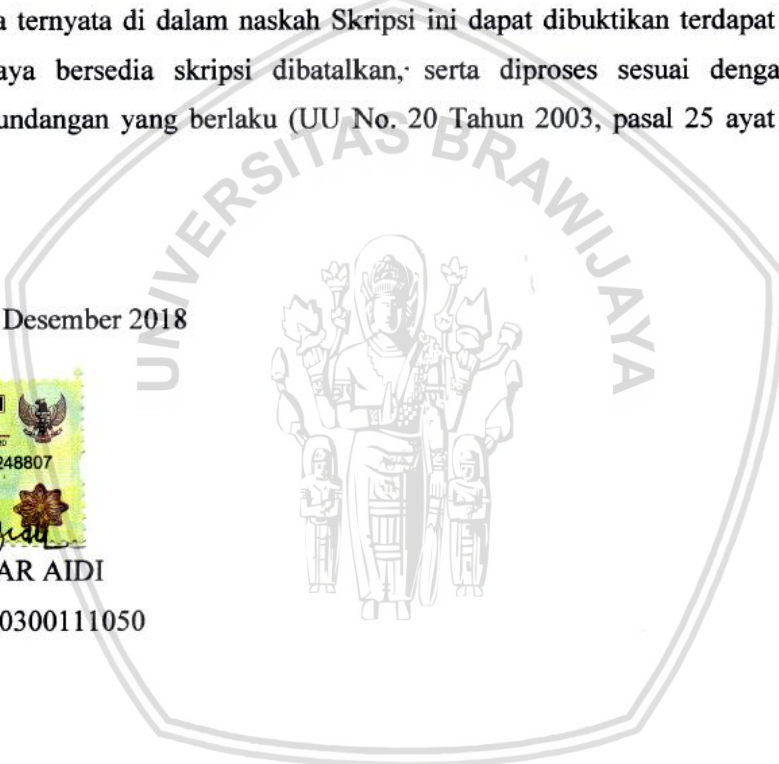 a ternyata di dalam naskah Skripsi ini dapat dibuktikan terdapat
aya bersedia skripsi dibatalkan, serta diproses sesuai denga
undangan yang berlaku (UU No. 20 Tahun 2003, pasal 25 ayat
UNIVERSITAS BRAWIJAYA
Desember 2018
248807
AR AIDI
0300111050